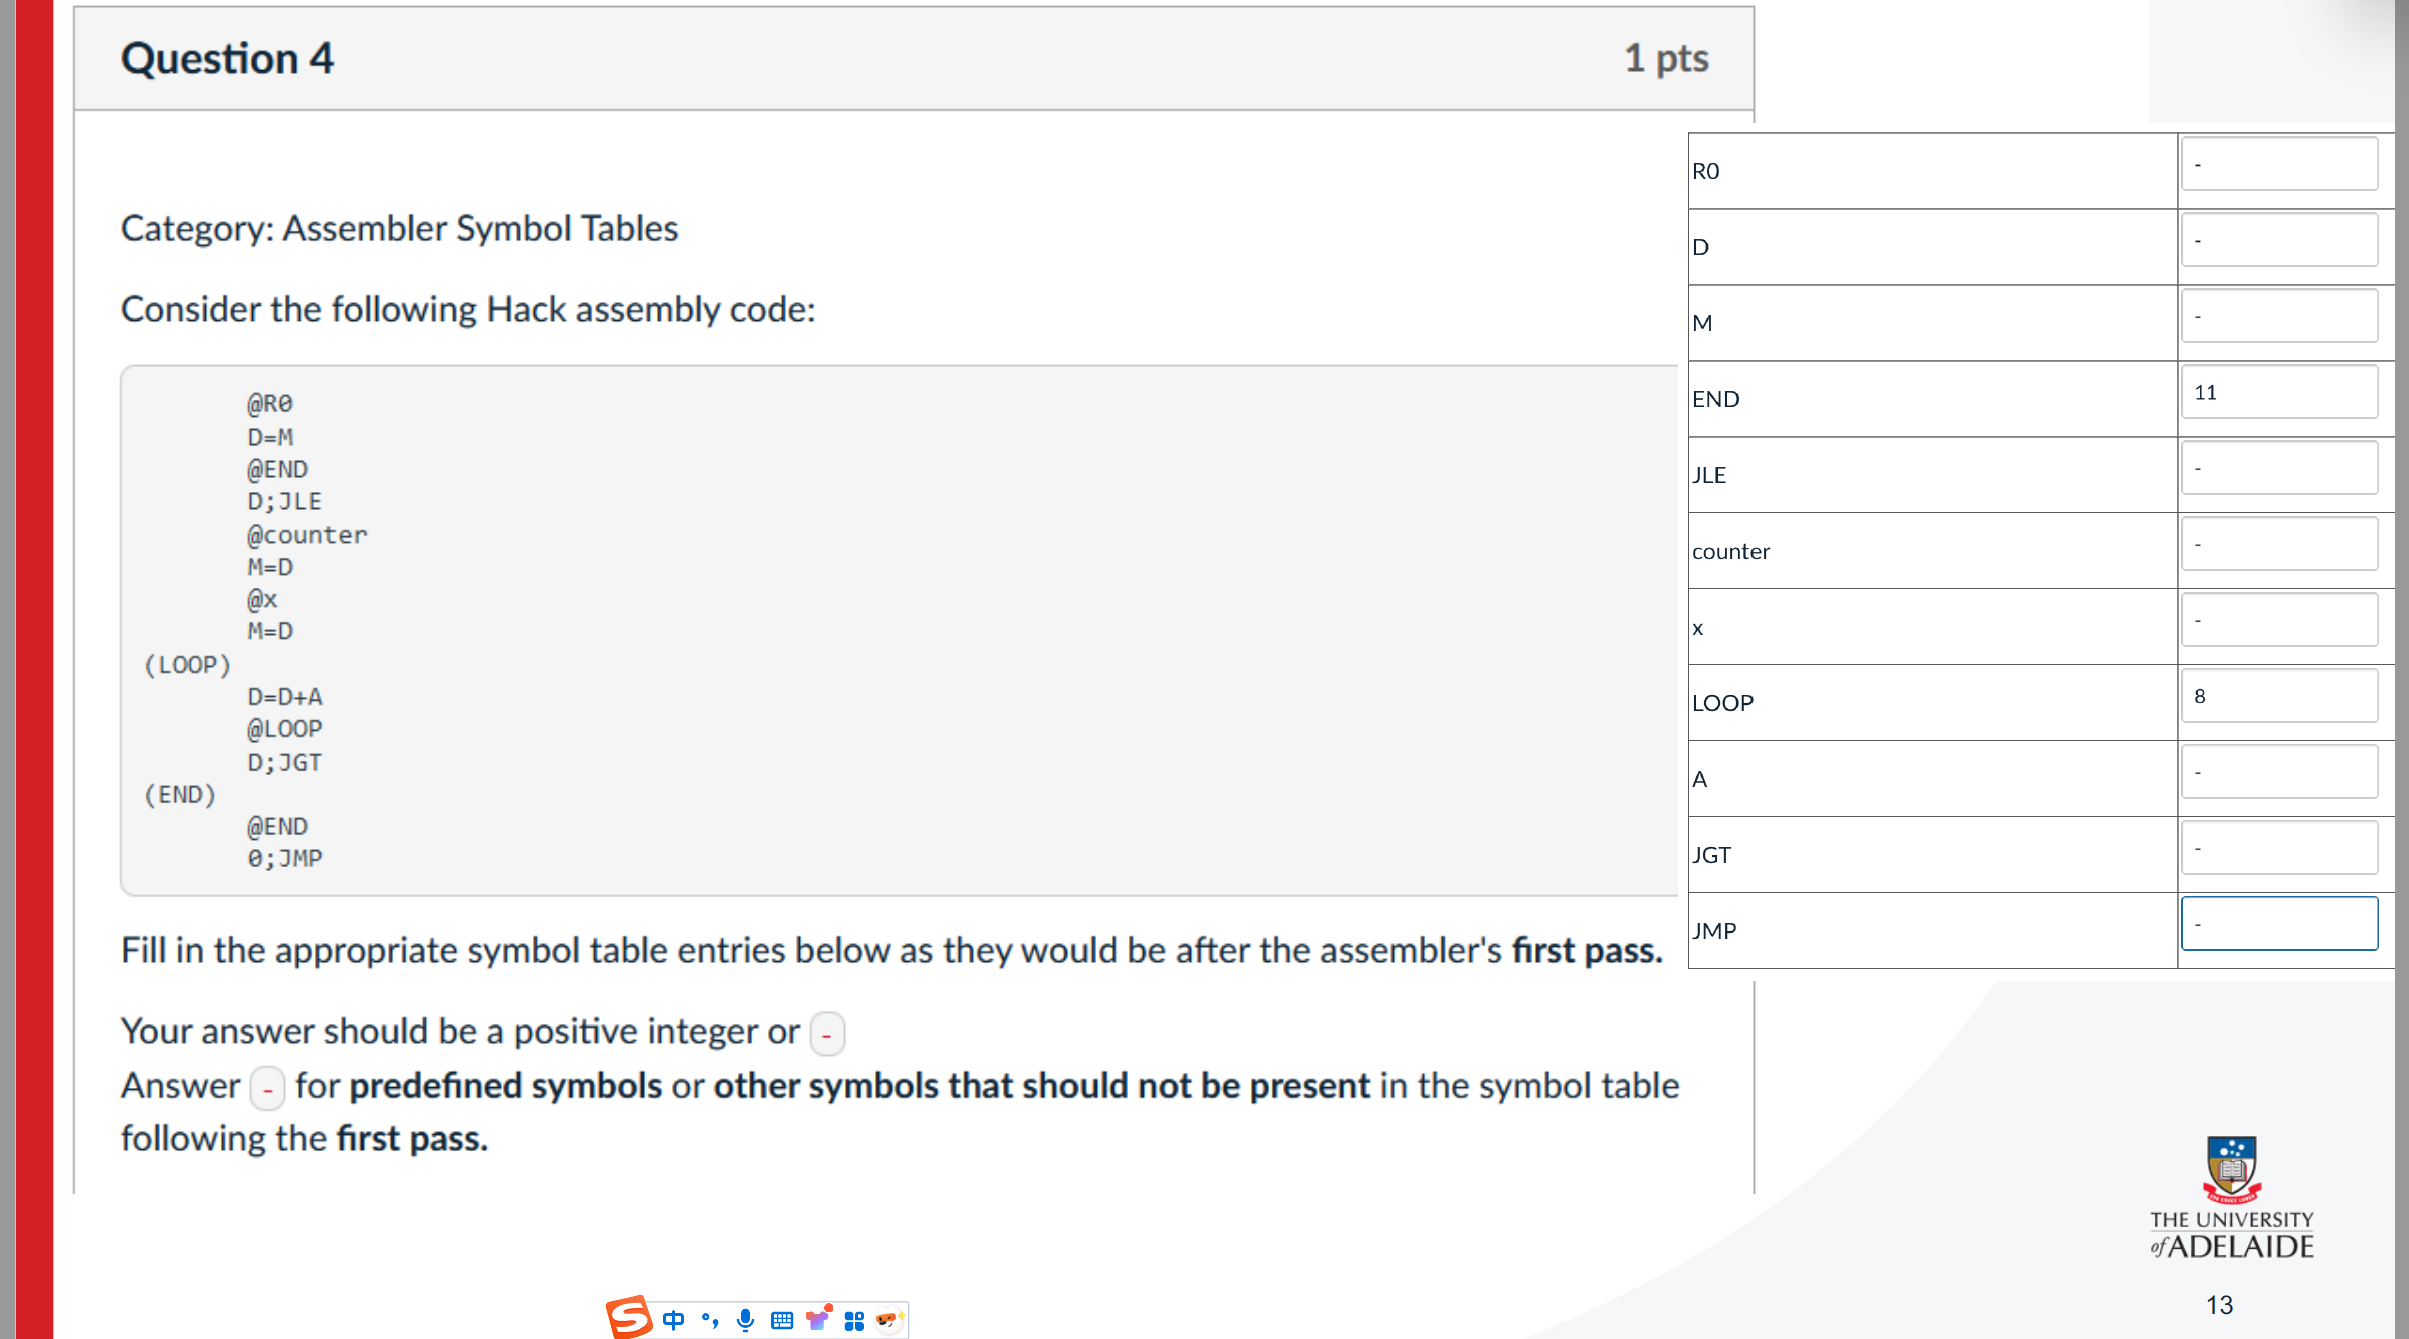 Question 4
1 pts
Category: Assembler Symbol Tables
Consider the following Hack assembly code:
@R0
D=M
@END
D;JLE
@counter
M=D
@x
M=D
(LOOP)
D=D+A
@LOOP
D;JGT
(END)
@END
0;JMP
Fill in the appropriate symbol table entries below as they would be after the assembler's first pass.
Your answer should be a positive integer or -
Answer - for predefined symbols or other symbols that should not be present in the symbol table
following the first pass.
R0 -
D -
M -
END 11
JLE -
counter -
x -
LOOP 8
A -
JGT -
JMP -
THE UNIVERSITY
of ADELAIDE
13
S 中 °,